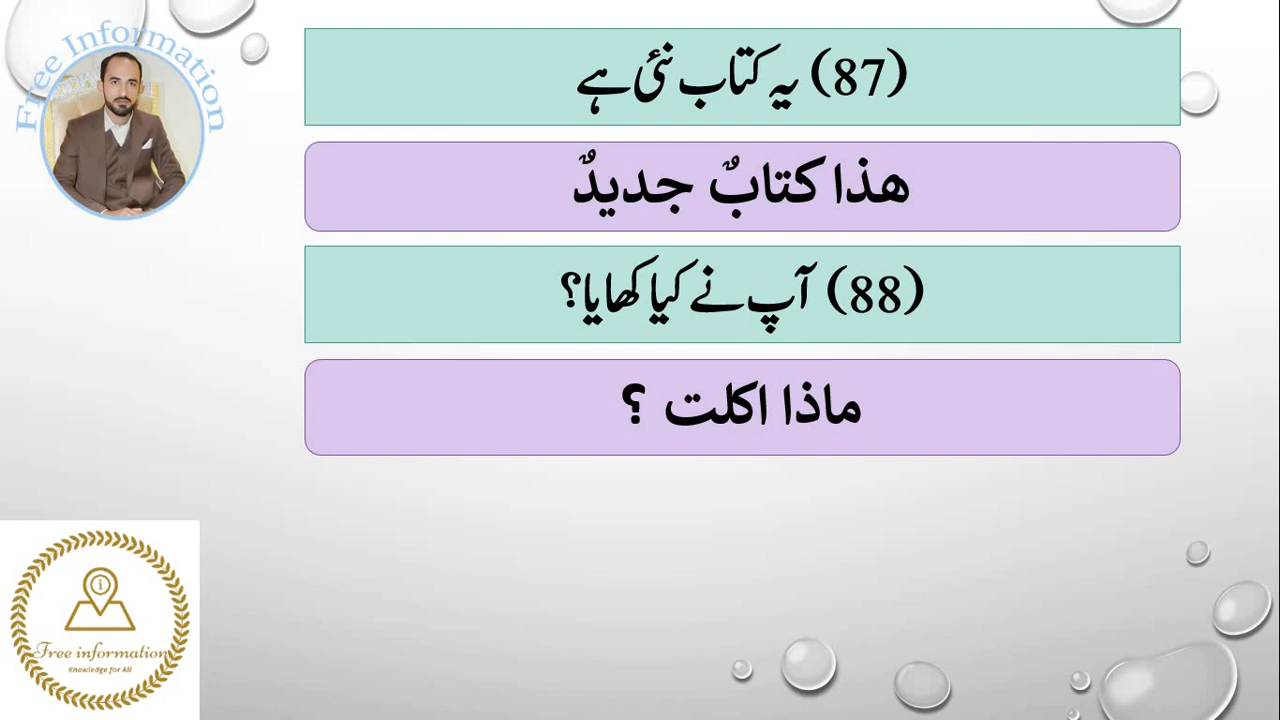 Free Information
(87) یہ کتاب نئی ہے
هذا كتابٌ جديدٌ
(88) آپ نے کیا کھایا؟
ماذا اكلت ؟
Free information
Knowledge for All